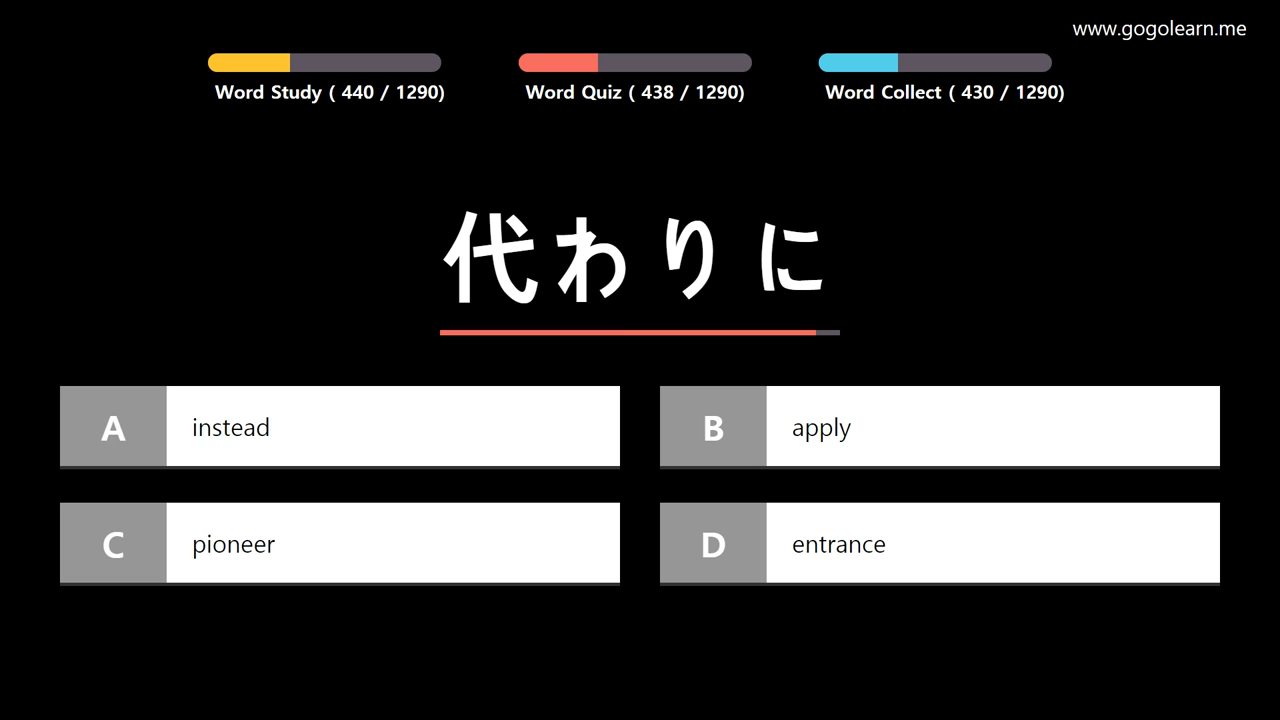 www.gogolearn.me
Word Study ( 440 / 1290)
Word Quiz ( 438 / 1290)
Word Collect ( 430 / 1290)
代わりに
A instead
B apply
C pioneer
D entrance